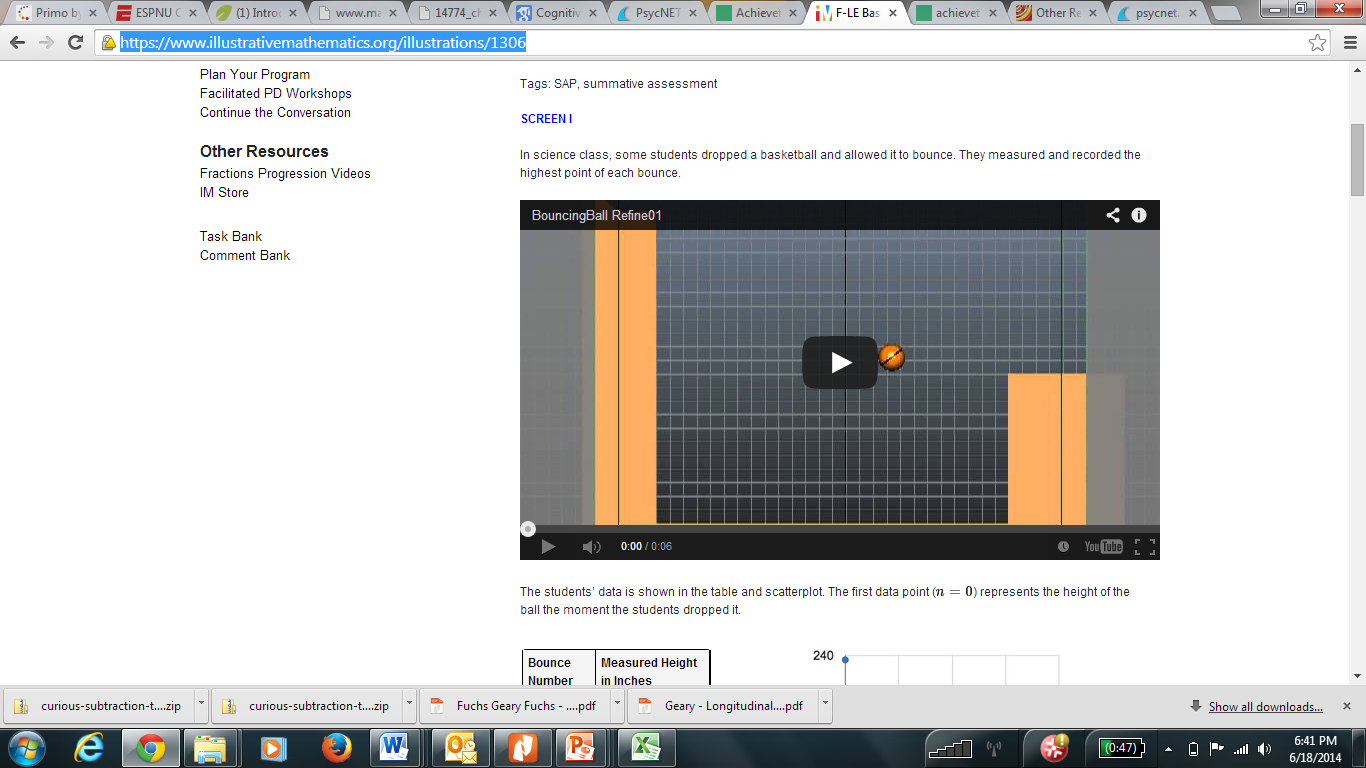 Primo by
ESPNU C
(1) Introc
www.ma
14774_ch
Cognitiv
PsycNET
Achievet
F-LE Bas
achievet
Other Re
psycnet.
https://www.illustrativemathematics.org/illustrations/1306
Plan Your Program
Facilitated PD Workshops
Continue the Conversation
Other Resources
Fractions Progression Videos
IM Store
Task Bank
Comment Bank
Tags: SAP, summative assessment
SCREEN I
In science class, some students dropped a basketball and allowed it to bounce. They measured and recorded the
highest point of each bounce.
BouncingBall Refine01
0:00 / 0:06
YouTube
The students' data is shown in the table and scatterplot. The first data point (n = 0) represents the height of the
ball the moment the students dropped it.
Bounce
Number
Measured Height
in Inches
240
curious-subtraction-t....zip
curious-subtraction-t....zip
Fuchs Geary Fuchs - ....pdf
Geary - Longitudinal....pdf
Show all downloads...
(0:47)
6:41 PM
6/18/2014